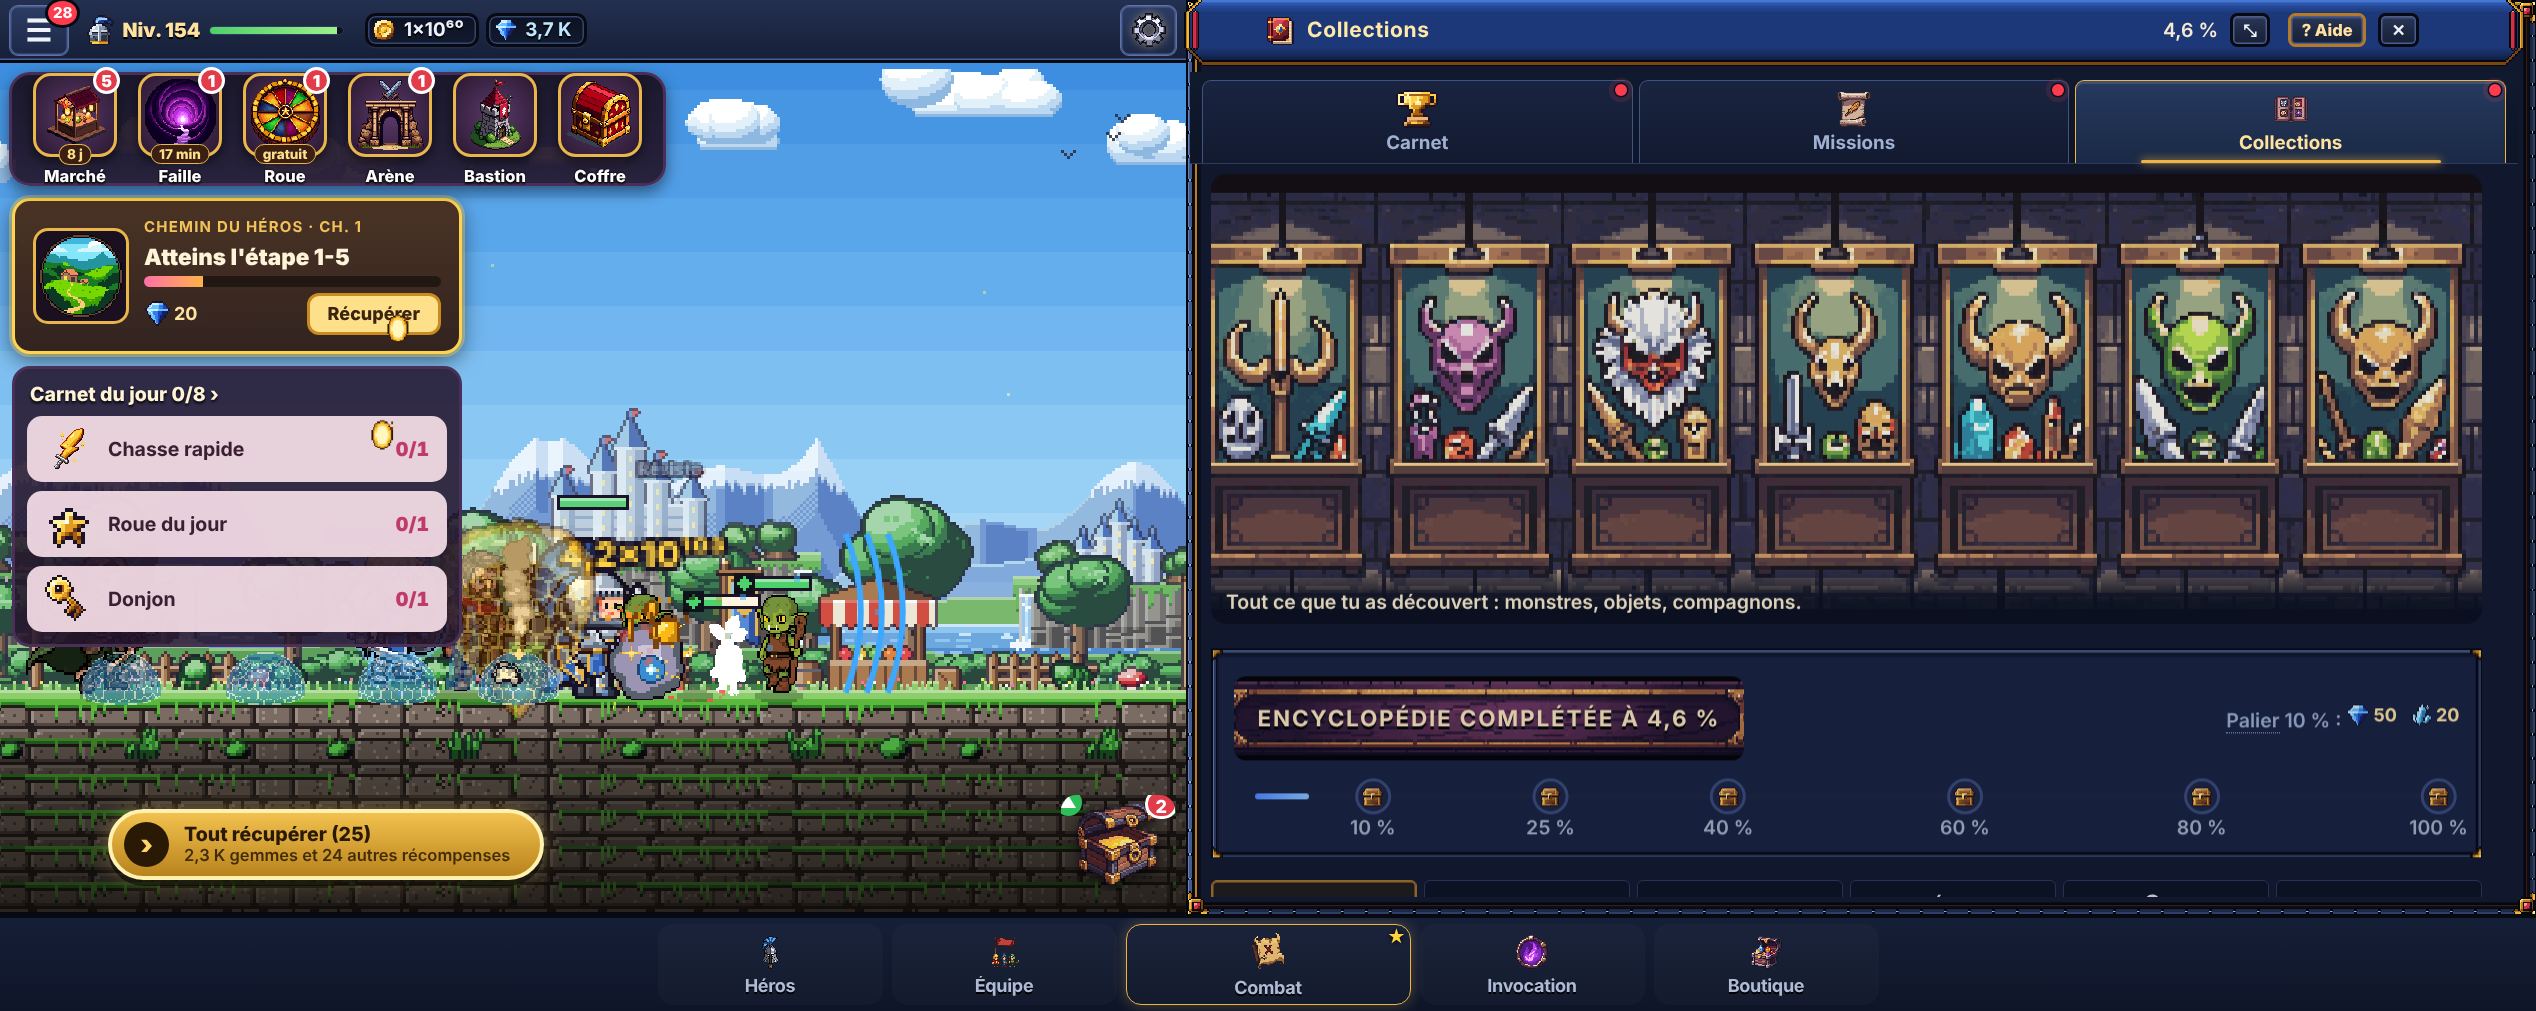 28
Niv. 154
1×10⁶⁰
3,7 K
5
8 j
Marché
1
17 min
Faille
1
gratuit
Roue
1
Arène
Bastion
Coffre
CHEMIN DU HÉROS · CH. 1
Atteins l'étape 1-5
20
Récupérer
Carnet du jour 0/8 ›
Chasse rapide
0/1
Roue du jour
0/1
Donjon
0/1
Tout récupérer (25)
2,3 K gemmes et 24 autres récompenses
2
Collections
4,6 %
? Aide
Carnet
Missions
Collections
Tout ce que tu as découvert : monstres, objets, compagnons.
ENCYCLOPÉDIE COMPLÉTÉE À 4,6 %
Palier 10 % : 50 20
10 %
25 %
40 %
60 %
80 %
100 %
Héros
Équipe
Combat
Invocation
Boutique